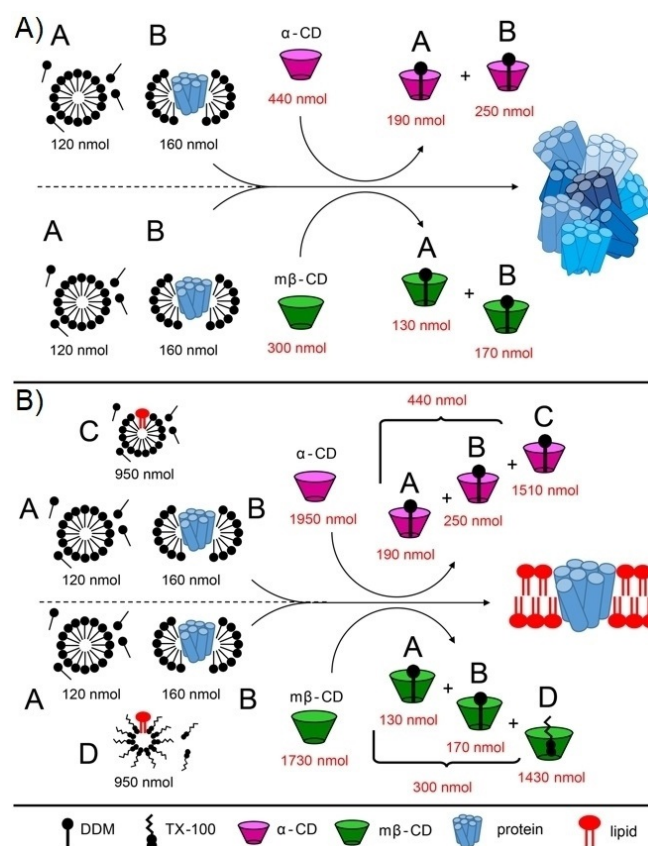 A)
A B α-CD A B
120 nmol 160 nmol 440 nmol 190 nmol + 250 nmol
A B mβ-CD A B
120 nmol 160 nmol 300 nmol 130 nmol + 170 nmol
B)
C 950 nmol
α-CD 1950 nmol
440 nmol
A 190 nmol + B 250 nmol + C 1510 nmol
A B
120 nmol 160 nmol
120 nmol 160 nmol
A B
D 950 nmol
mβ-CD 1730 nmol
A 130 nmol + B 170 nmol + D 1430 nmol
300 nmol
DDM TX-100 α-CD mβ-CD protein lipid